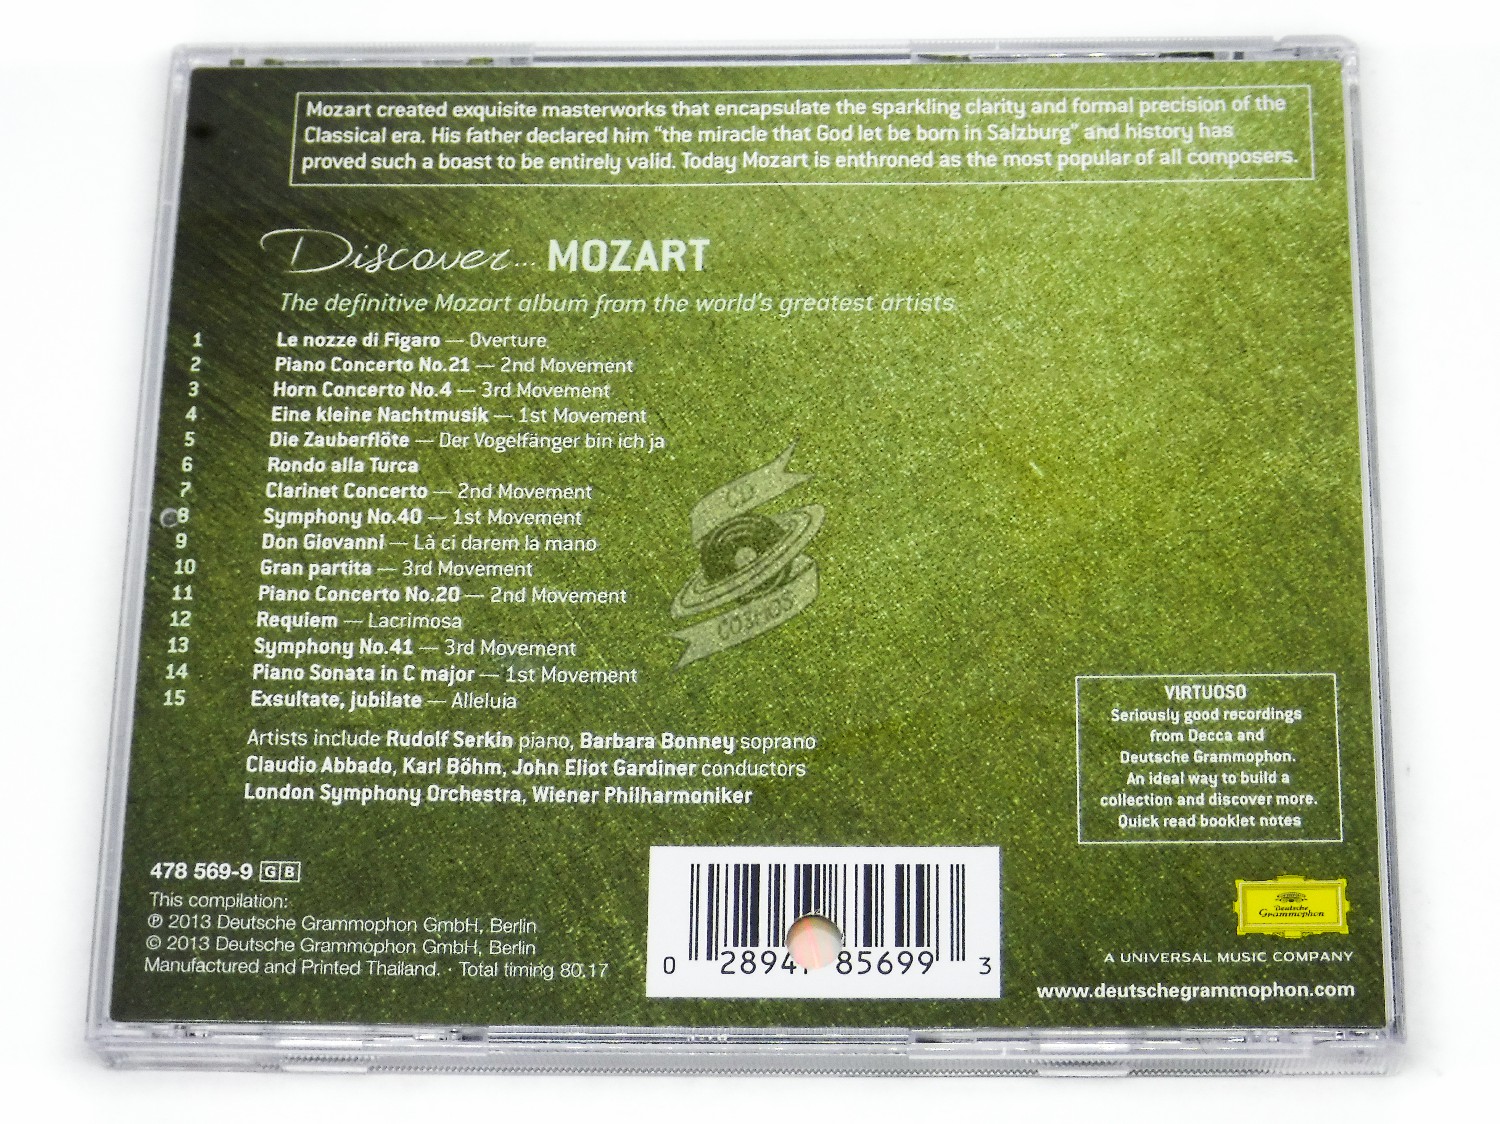 Mozart created exquisite masterworks that encapsulate the sparkling clarity and formal precision of the
Classical era. His father declared him "the miracle that God let be born in Salzburg" and history has
proved such a boast to be entirely valid. Today Mozart is enthroned as the most popular of all composers.
Discover... MOZART
The definitive Mozart album from the world's greatest artists
1 Le nozze di Figaro — Overture
2 Piano Concerto No.21 — 2nd Movement
3 Horn Concerto No.4 — 3rd Movement
4 Eine kleine Nachtmusik — 1st Movement
5 Die Zauberflöte — Der Vogelfänger bin ich ja
6 Rondo alla Turca
7 Clarinet Concerto — 2nd Movement
8 Symphony No.40 — 1st Movement
9 Don Giovanni — Là ci darem la mano
10 Gran partita — 3rd Movement
11 Piano Concerto No.20 — 2nd Movement
12 Requiem — Lacrimosa
13 Symphony No.41 — 3rd Movement
14 Piano Sonata in C major — 1st Movement
15 Exsultate, jubilate — Alleluia
CD
COSMOS
Artists include Rudolf Serkin piano, Barbara Bonney soprano
Claudio Abbado, Karl Böhm, John Eliot Gardiner conductors
London Symphony Orchestra, Wiener Philharmoniker
VIRTUOSO
Seriously good recordings
from Decca and
Deutsche Grammophon.
An ideal way to build a
collection and discover more.
Quick read booklet notes
478 569-9 GB
This compilation:
℗ 2013 Deutsche Grammophon GmbH, Berlin
© 2013 Deutsche Grammophon GmbH, Berlin
Manufactured and Printed Thailand. · Total timing 80.17
0 2894 85699 3
Deutsche
Grammophon
A UNIVERSAL MUSIC COMPANY
www.deutschegrammophon.com